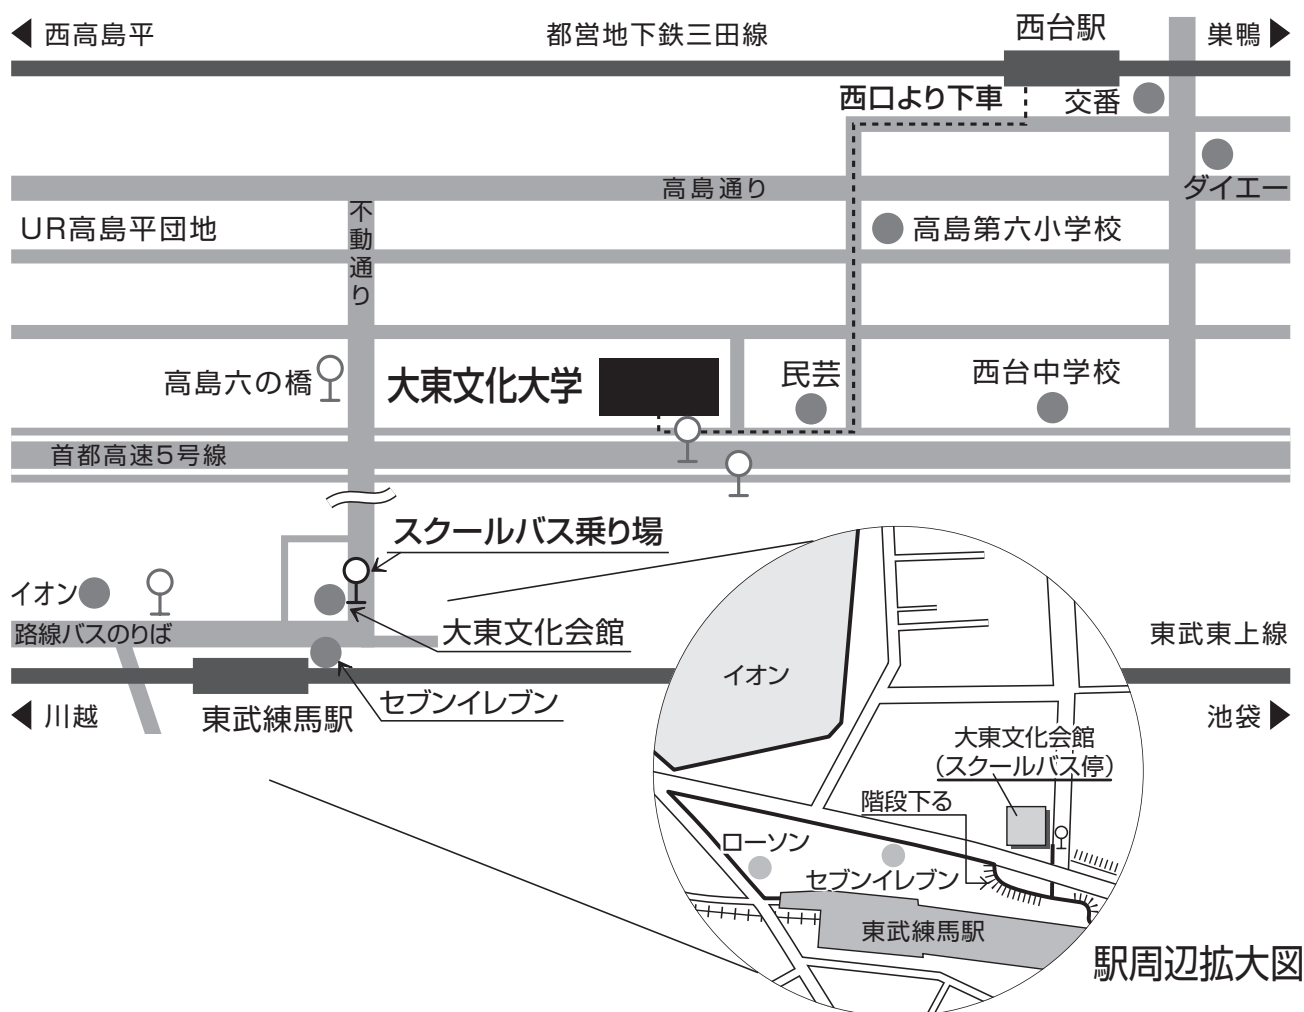 西高島平
都営地下鉄三田線
西台駅
巣鴨
西口より下車
交番
高島通り
ダイエー
UR高島平団地
不動通り
高島第六小学校
高島六の橋
大東文化大学
民芸
西台中学校
首都高速5号線
スクールバス乗り場
イオン
路線バスのりば
大東文化会館
東武東上線
セブンイレブン
川越
東武練馬駅
池袋
イオン
大東文化会館
(スクールバス停)
階段下る
ローソン
セブンイレブン
東武練馬駅
駅周辺拡大図